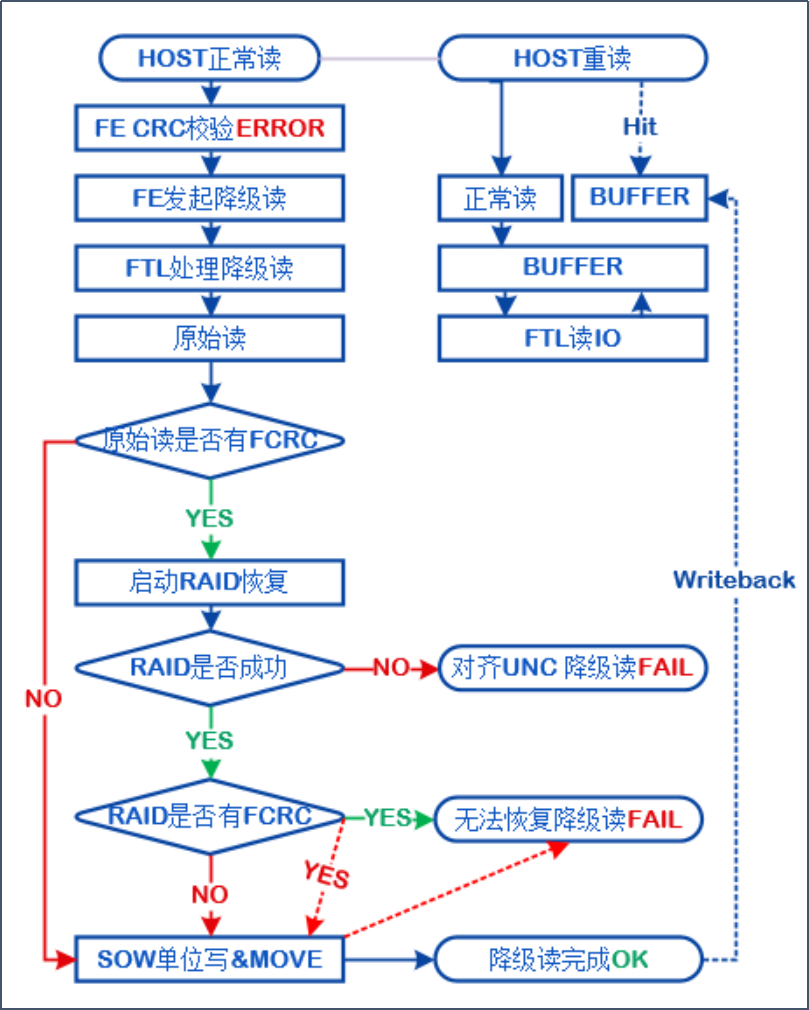 HOST正常读
HOST重读
FE CRC校验ERROR
Hit
FE发起降级读
正常读
BUFFER
FTL处理降级读
BUFFER
原始读
FTL读IO
原始读是否有FCRC
YES
启动RAID恢复
Writeback
RAID是否成功
NO
对齐UNC 降级读FAIL
NO
YES
RAID是否有FCRC
YES
无法恢复降级读FAIL
YES
NO
SOW单位写&MOVE
降级读完成OK